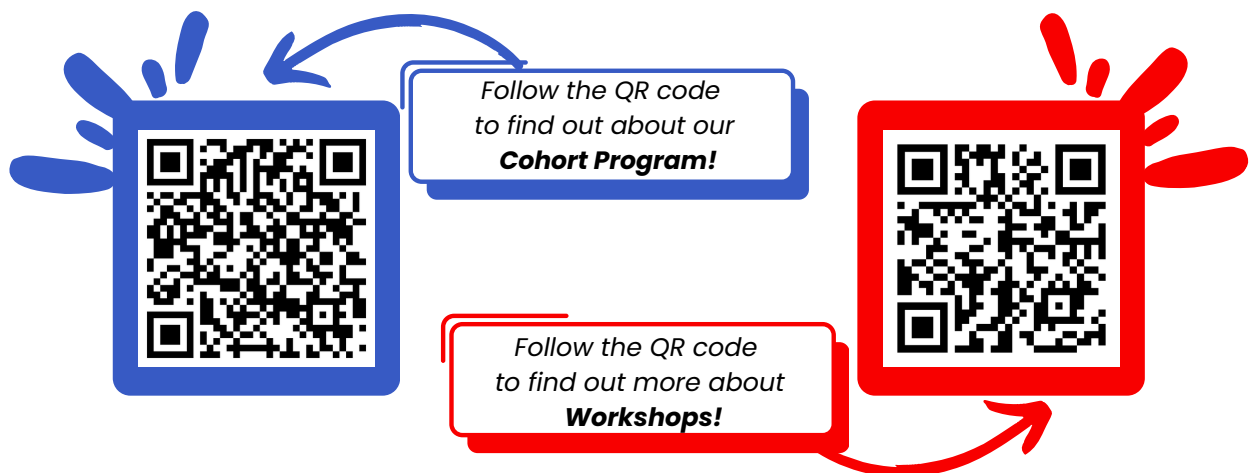 Follow the QR code
to find out about our
Cohort Program!
Follow the QR code
to find out more about
Workshops!